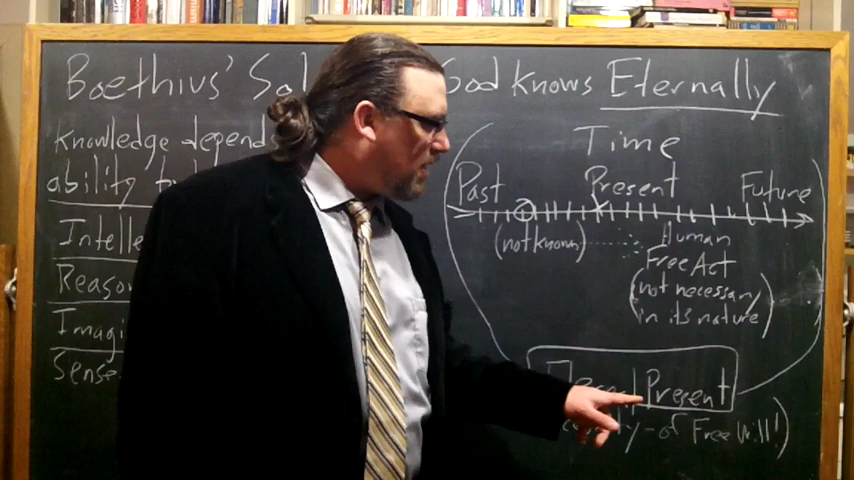 Boethius' Sol
God knows Eternally
Knowledge depends
ability
Intelle
Reason
Imagi
Sense
Time
Past
Present
Future
(not known)
Human
Free Act
(not necessary
in its nature)
Present
of Free Will!)